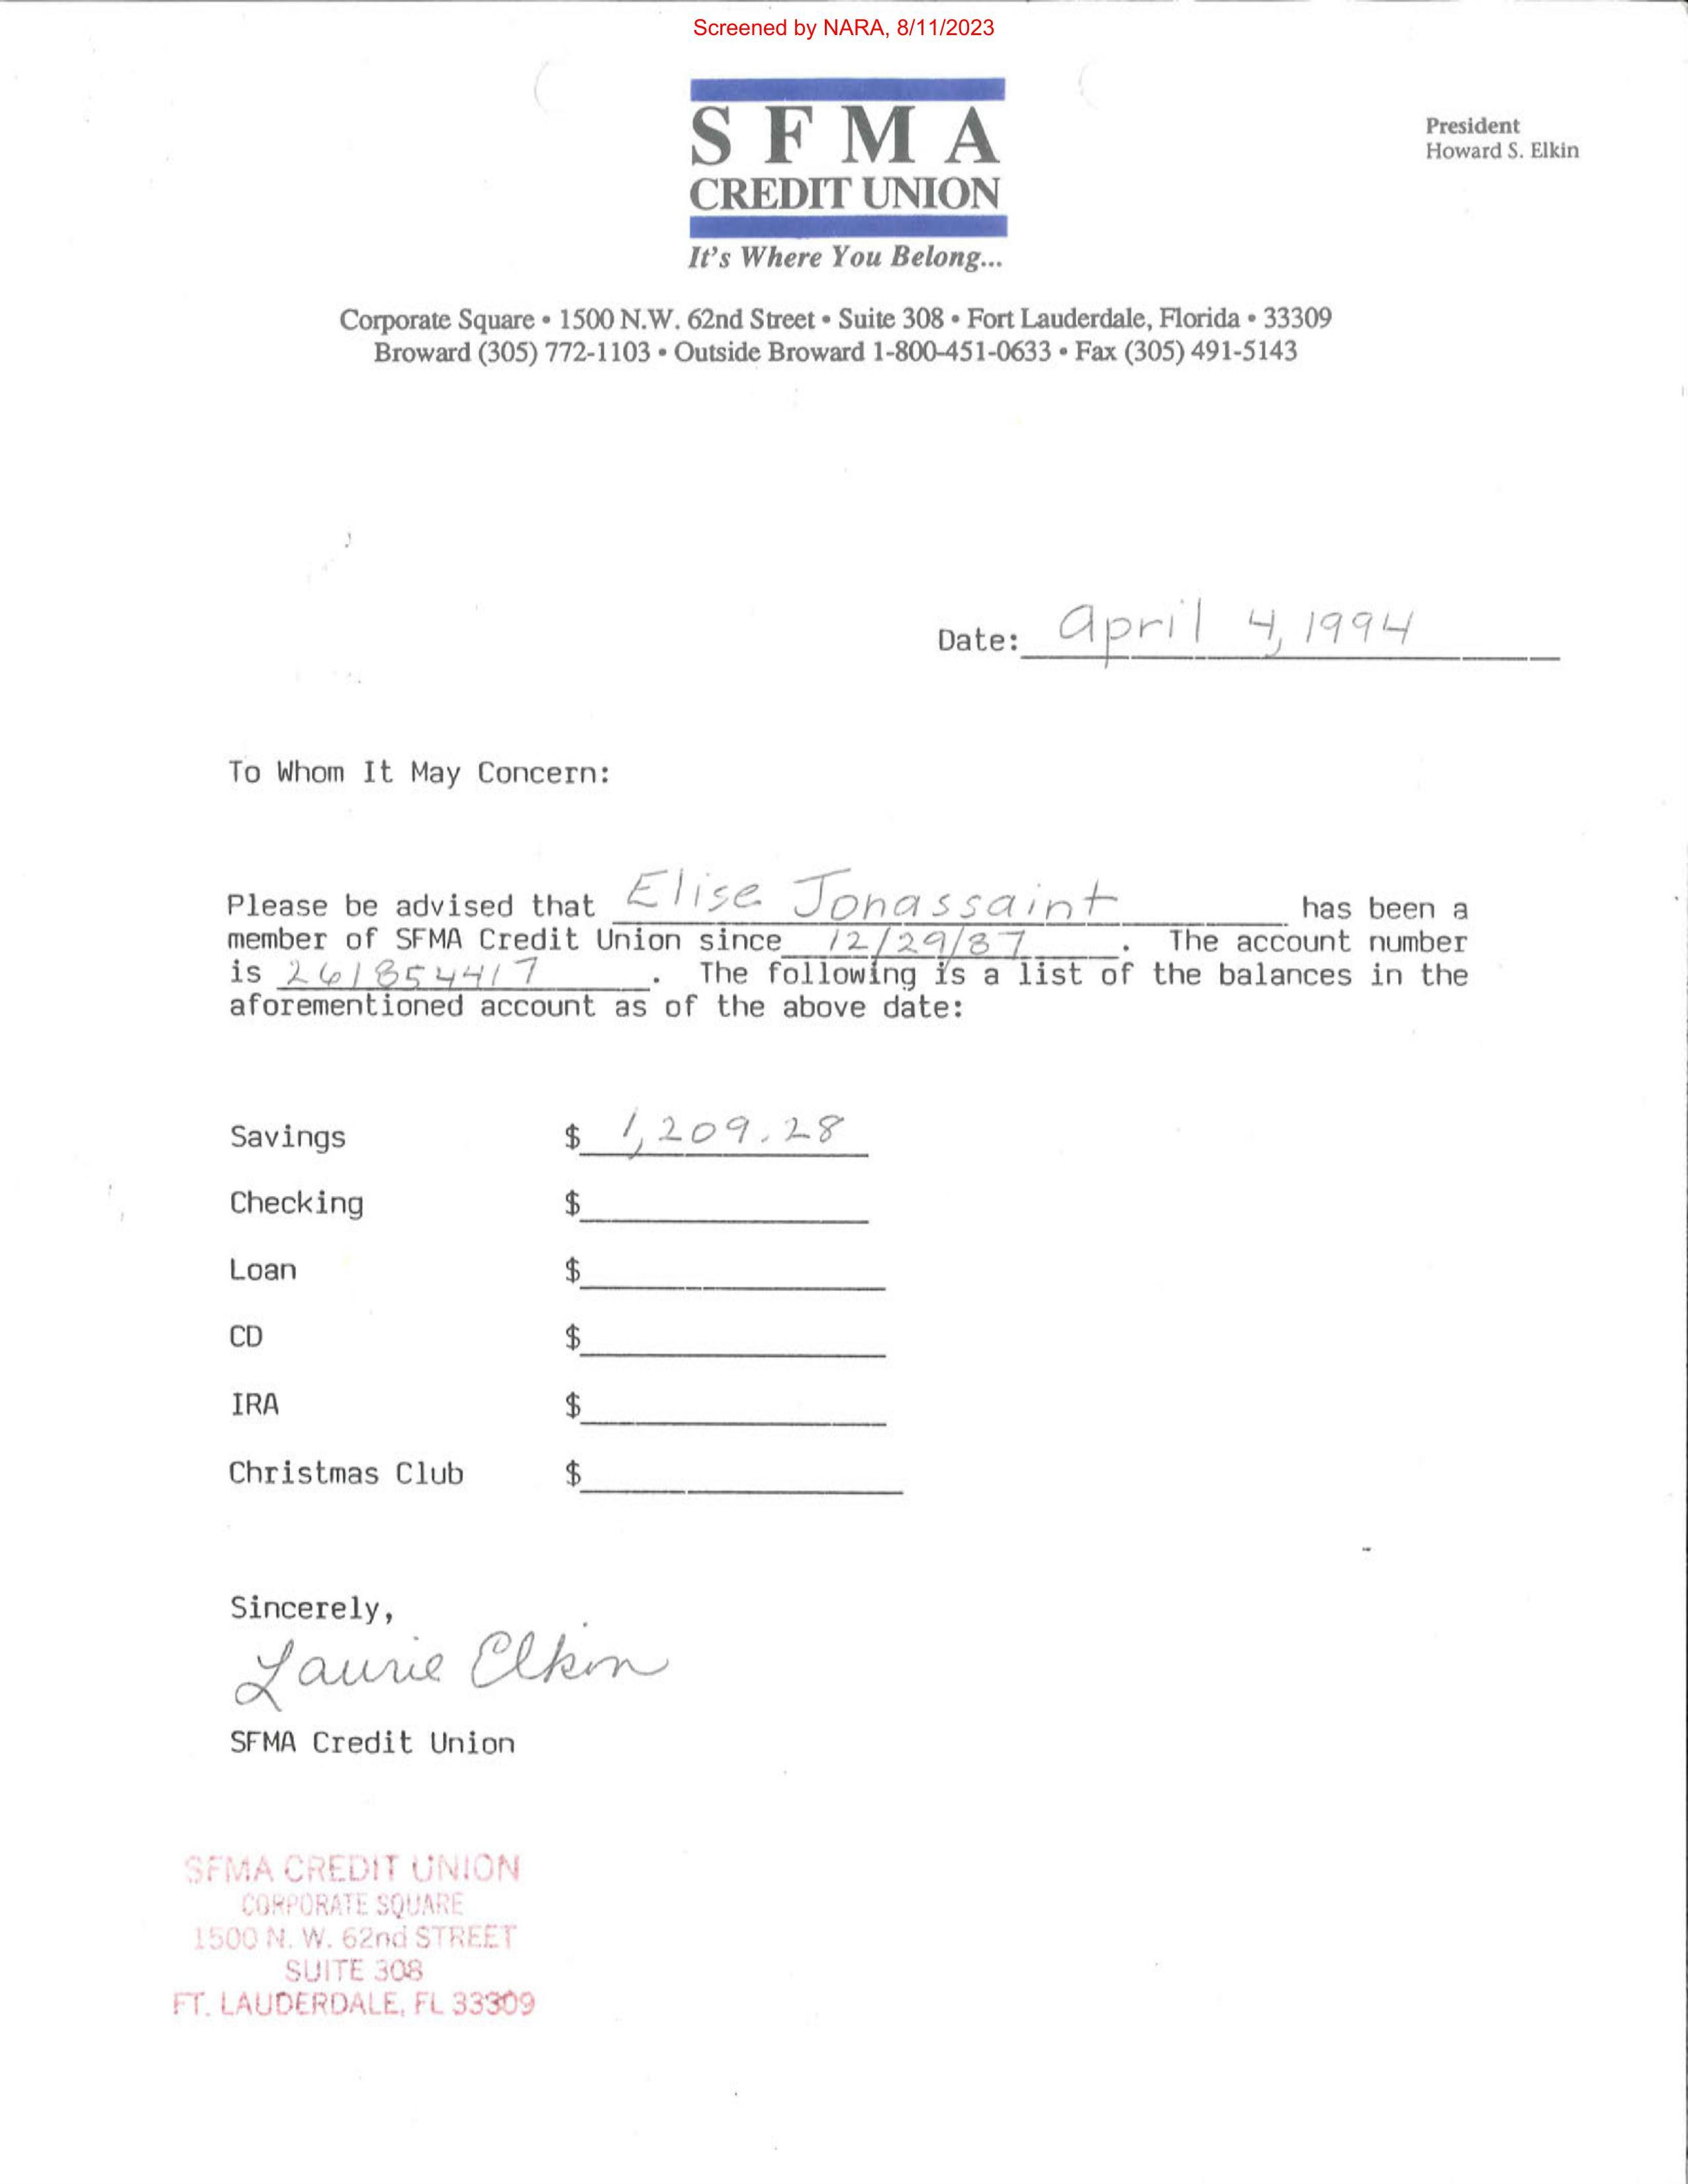 Screened by NARA, 8/11/2023
SFMA
CREDIT UNION
It's Where You Belong...
President
Howard S. Elkin
Corporate Square • 1500 N.W. 62nd Street • Suite 308 • Fort Lauderdale, Florida • 33309
Broward (305) 772-1103 • Outside Broward 1-800-451-0633 • Fax (305) 491-5143
Date: April 4, 1994
To Whom It May Concern:
Please be advised that Elise Jonassaint has been a
member of SFMA Credit Union since 12/29/87. The account number
is 261854417. The following is a list of the balances in the
aforementioned account as of the above date:
Savings $ 1,209.28
Checking $
Loan $
CD $
IRA $
Christmas Club $
Sincerely,
Laurie Elkin
SFMA Credit Union
SFMA CREDIT UNION
CORPORATE SQUARE
1500 N. W. 62nd STREET
SUITE 308
FT. LAUDERDALE, FL 33309